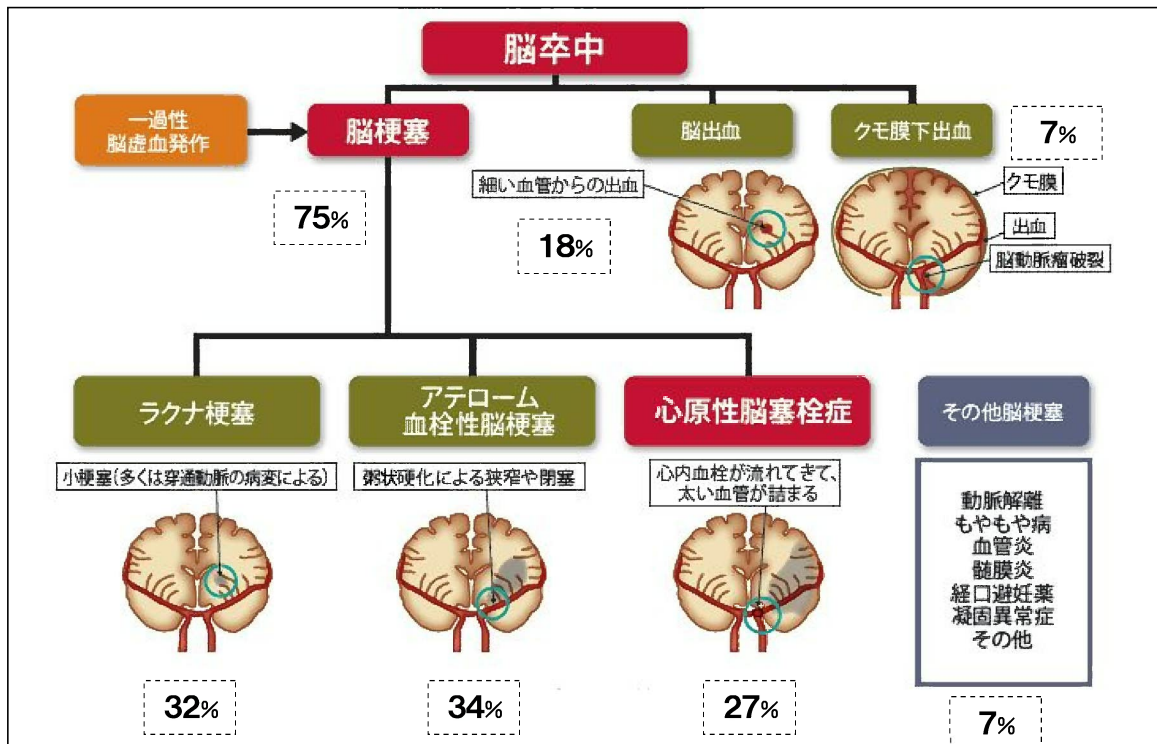 脳卒中
一過性
脳虚血発作
脳梗塞
脳出血
クモ膜下出血
7%
75%
細い血管からの出血
18%
クモ膜
出血
脳動脈瘤破裂
ラクナ梗塞
アテローム
血栓性脳梗塞
心原性脳塞栓症
その他脳梗塞
小梗塞(多くは穿通動脈の病変による)
粥状硬化による狭窄や閉塞
心内血栓が流れてきて、
太い血管が詰まる
動脈解離
もやもや病
血管炎
髄膜炎
経口避妊薬
凝固異常症
その他
32%
34%
27%
7%